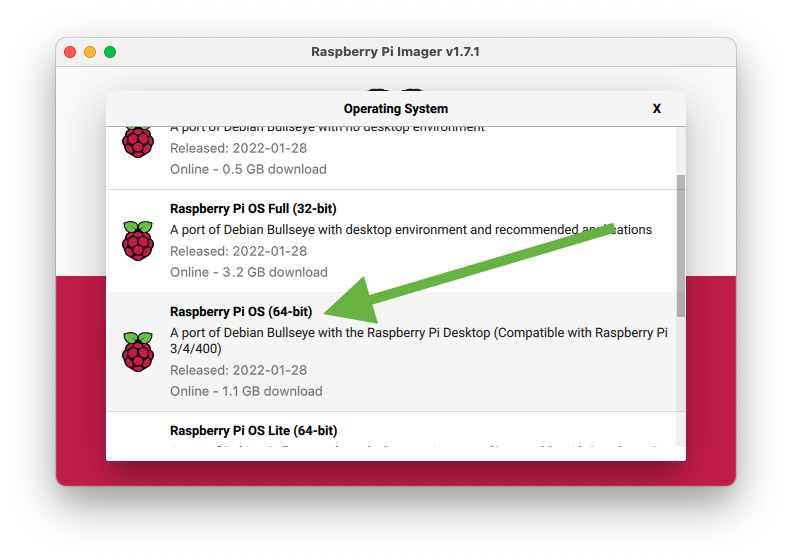 Raspberry Pi Imager v1.7.1
Operating System
X
A port of Debian Bullseye with no desktop environment
Released: 2022-01-28
Online - 0.5 GB download
Raspberry Pi OS Full (32-bit)
A port of Debian Bullseye with desktop environment and recommended applications
Released: 2022-01-28
Online - 3.2 GB download
Raspberry Pi OS (64-bit)
A port of Debian Bullseye with the Raspberry Pi Desktop (Compatible with Raspberry Pi
3/4/400)
Released: 2022-01-28
Online - 1.1 GB download
Raspberry Pi OS Lite (64-bit)